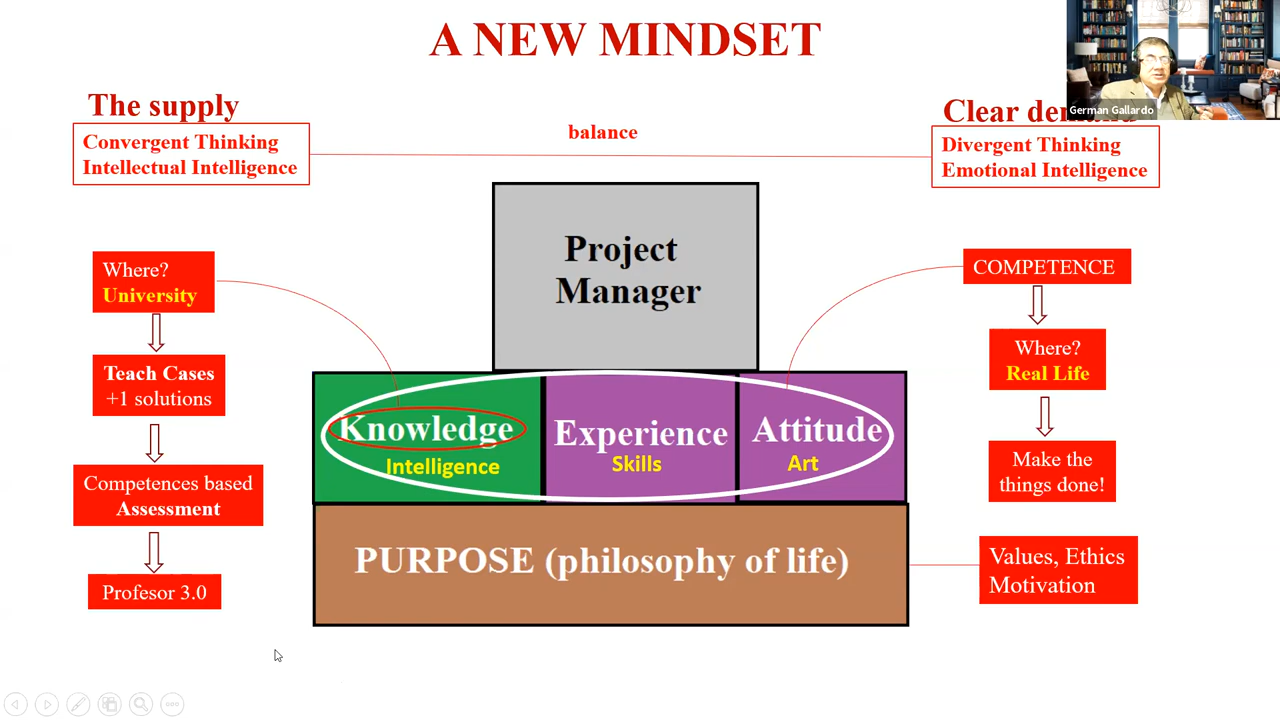 A NEW MINDSET
The supply
Convergent Thinking
Intellectual Intelligence
balance
Clear
German Gallardo
Divergent Thinking
Emotional Intelligence
Project
Manager
Where?
University
Teach Cases
+1 solutions
Competences based
Assessment
Profesor 3.0
Knowledge
Intelligence
Experience
Skills
Attitude
Art
PURPOSE (philosophy of life)
COMPETENCE
Where?
Real Life
Make the
things done!
Values, Ethics
Motivation